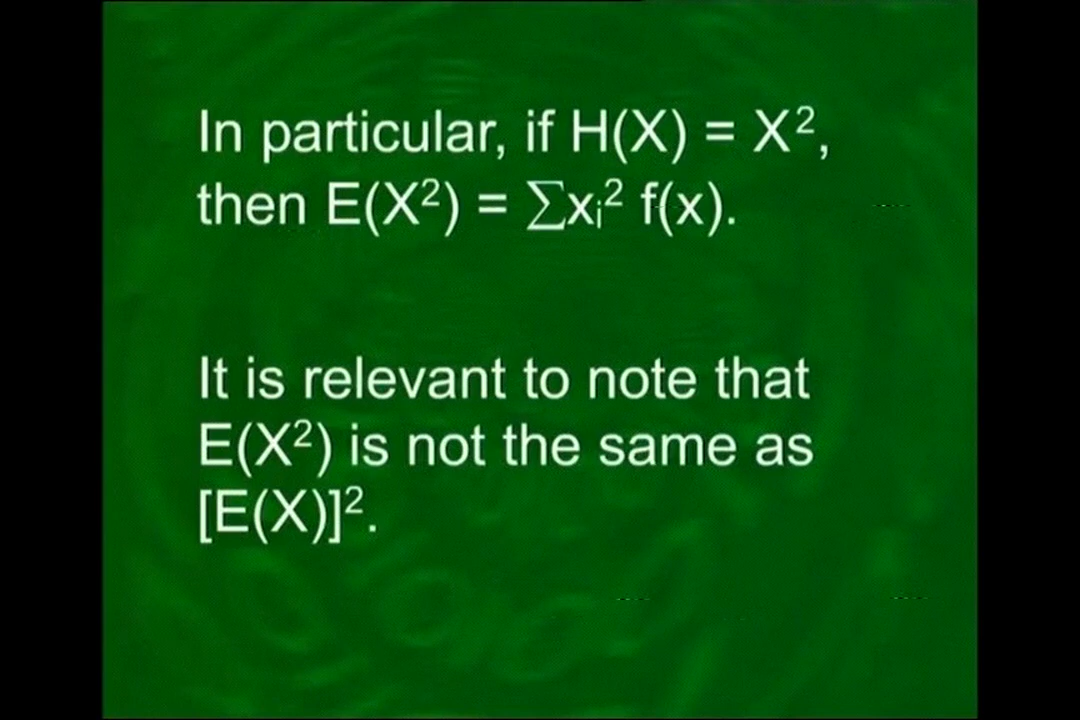 In particular, if H(X) = X²,
then E(X²) = ∑xᵢ² f(x).
It is relevant to note that
E(X²) is not the same as
[E(X)]².